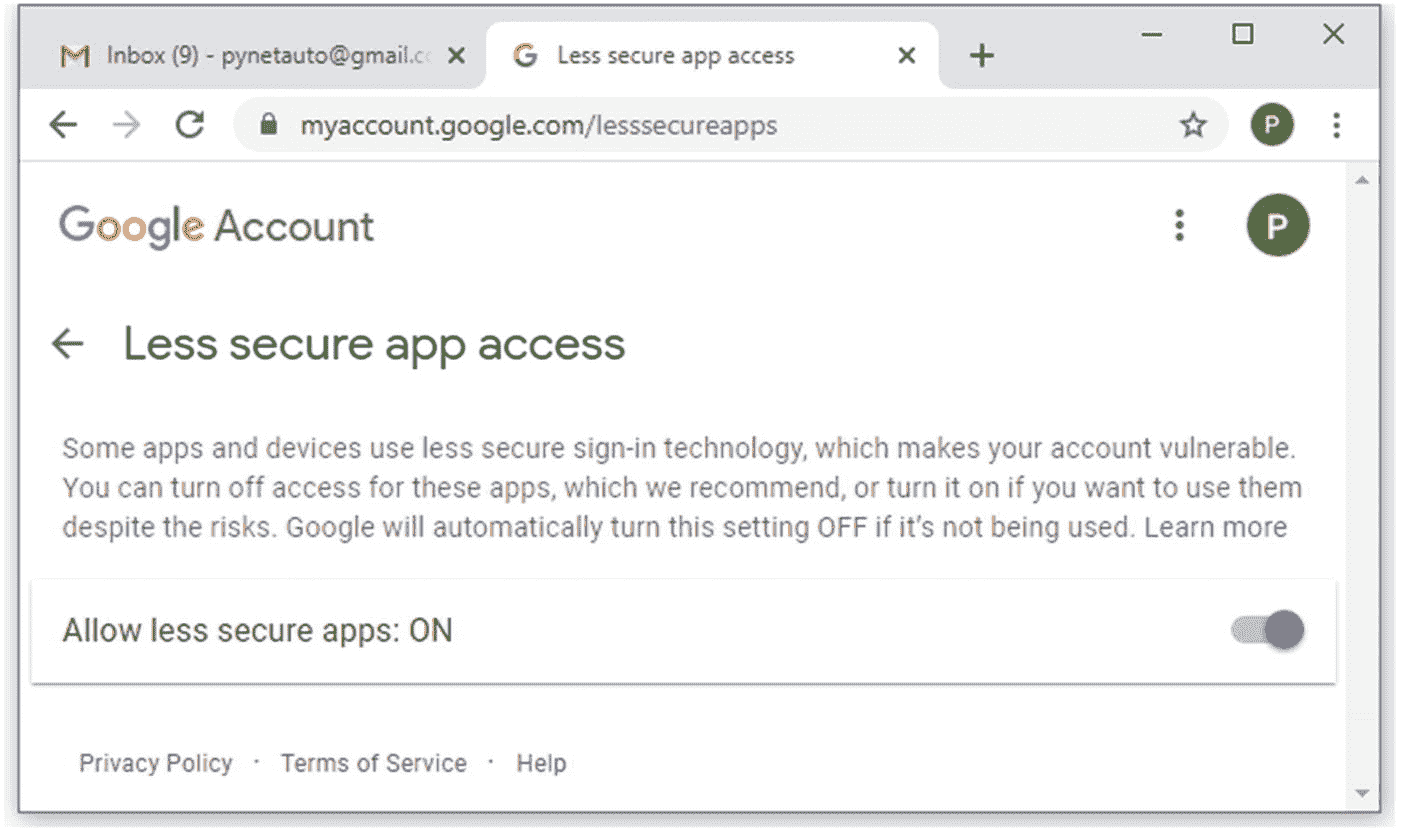 Inbox (9) - pynetauto@gmail.c
Less secure app access
myaccount.google.com/lesssecureapps
P
Google Account
P
Less secure app access
Some apps and devices use less secure sign-in technology, which makes your account vulnerable.
You can turn off access for these apps, which we recommend, or turn it on if you want to use them
despite the risks. Google will automatically turn this setting OFF if it's not being used. Learn more
Allow less secure apps: ON
Privacy Policy · Terms of Service · Help